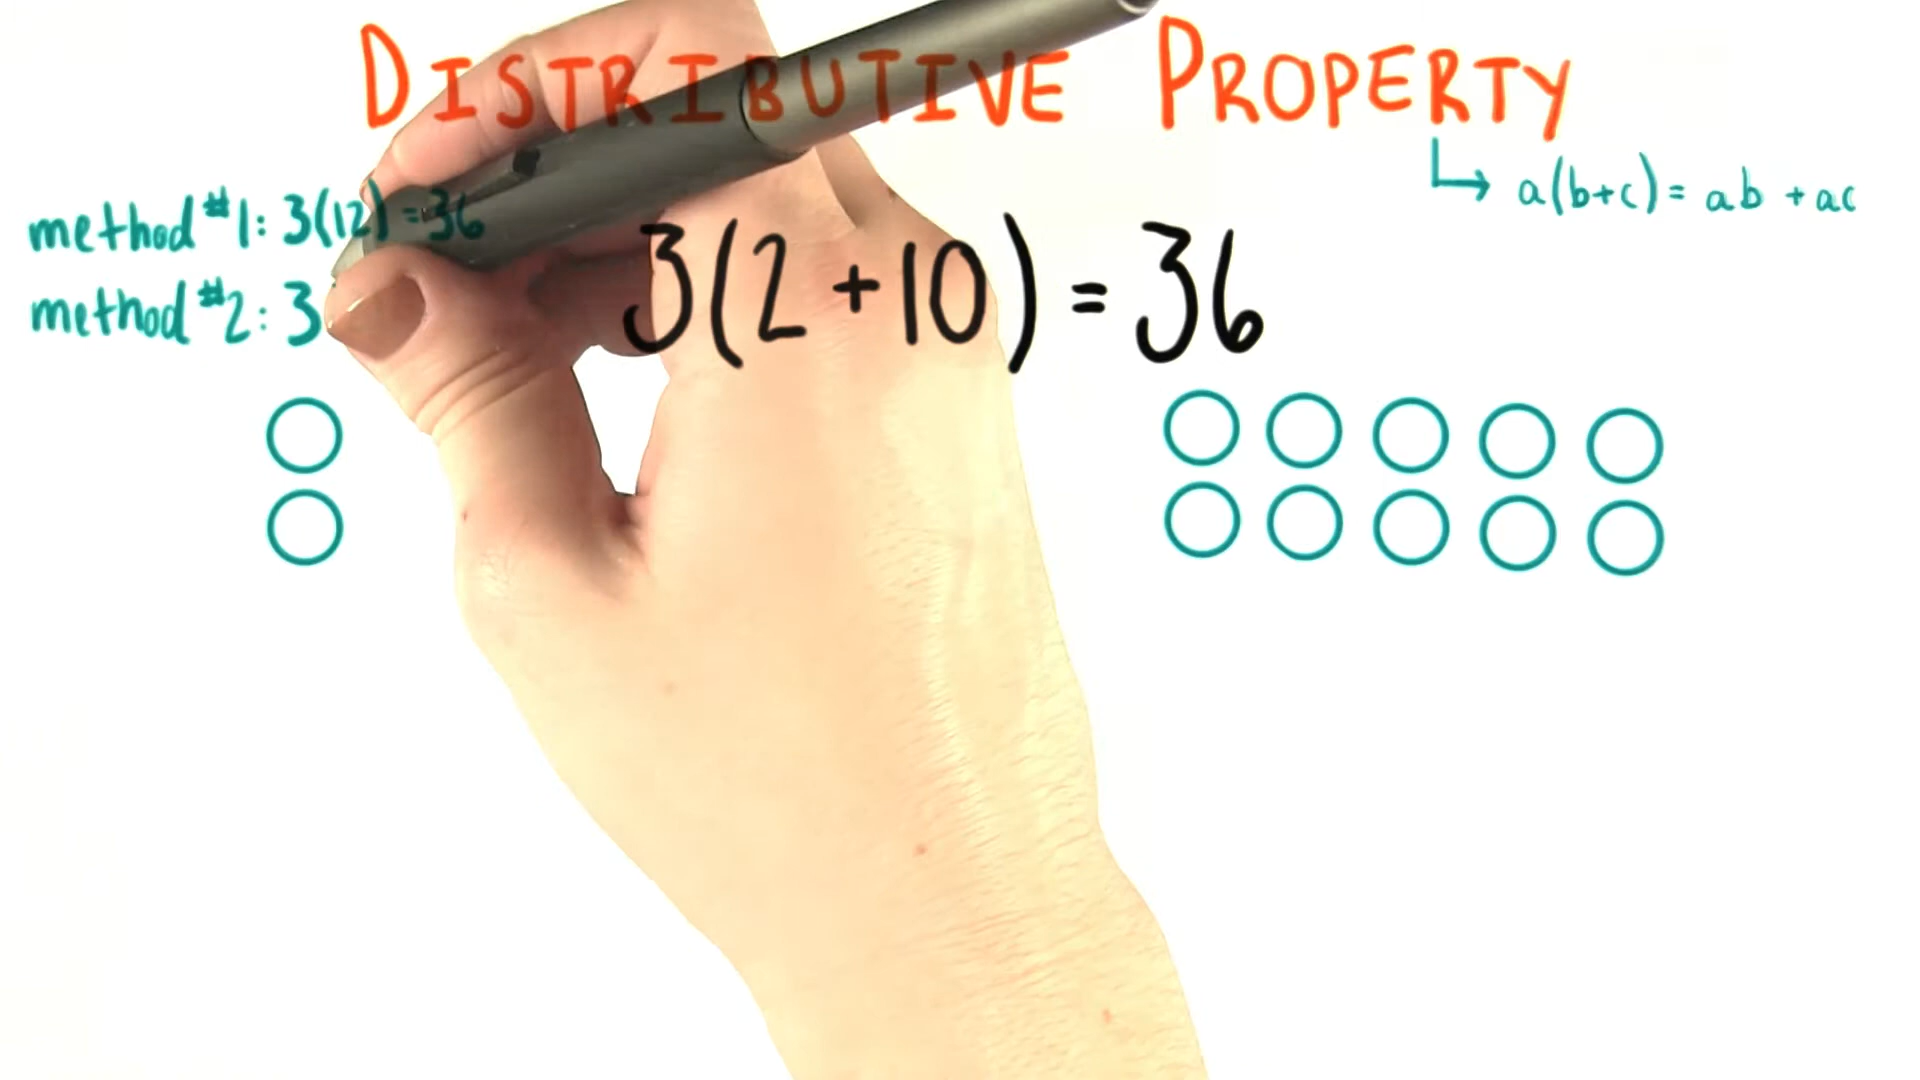 DISTRIBUTIVE PROPERTY
a(b+c) = ab + ac
method #1: 3(12) = 36
method #2: 3
3(2+10) = 36